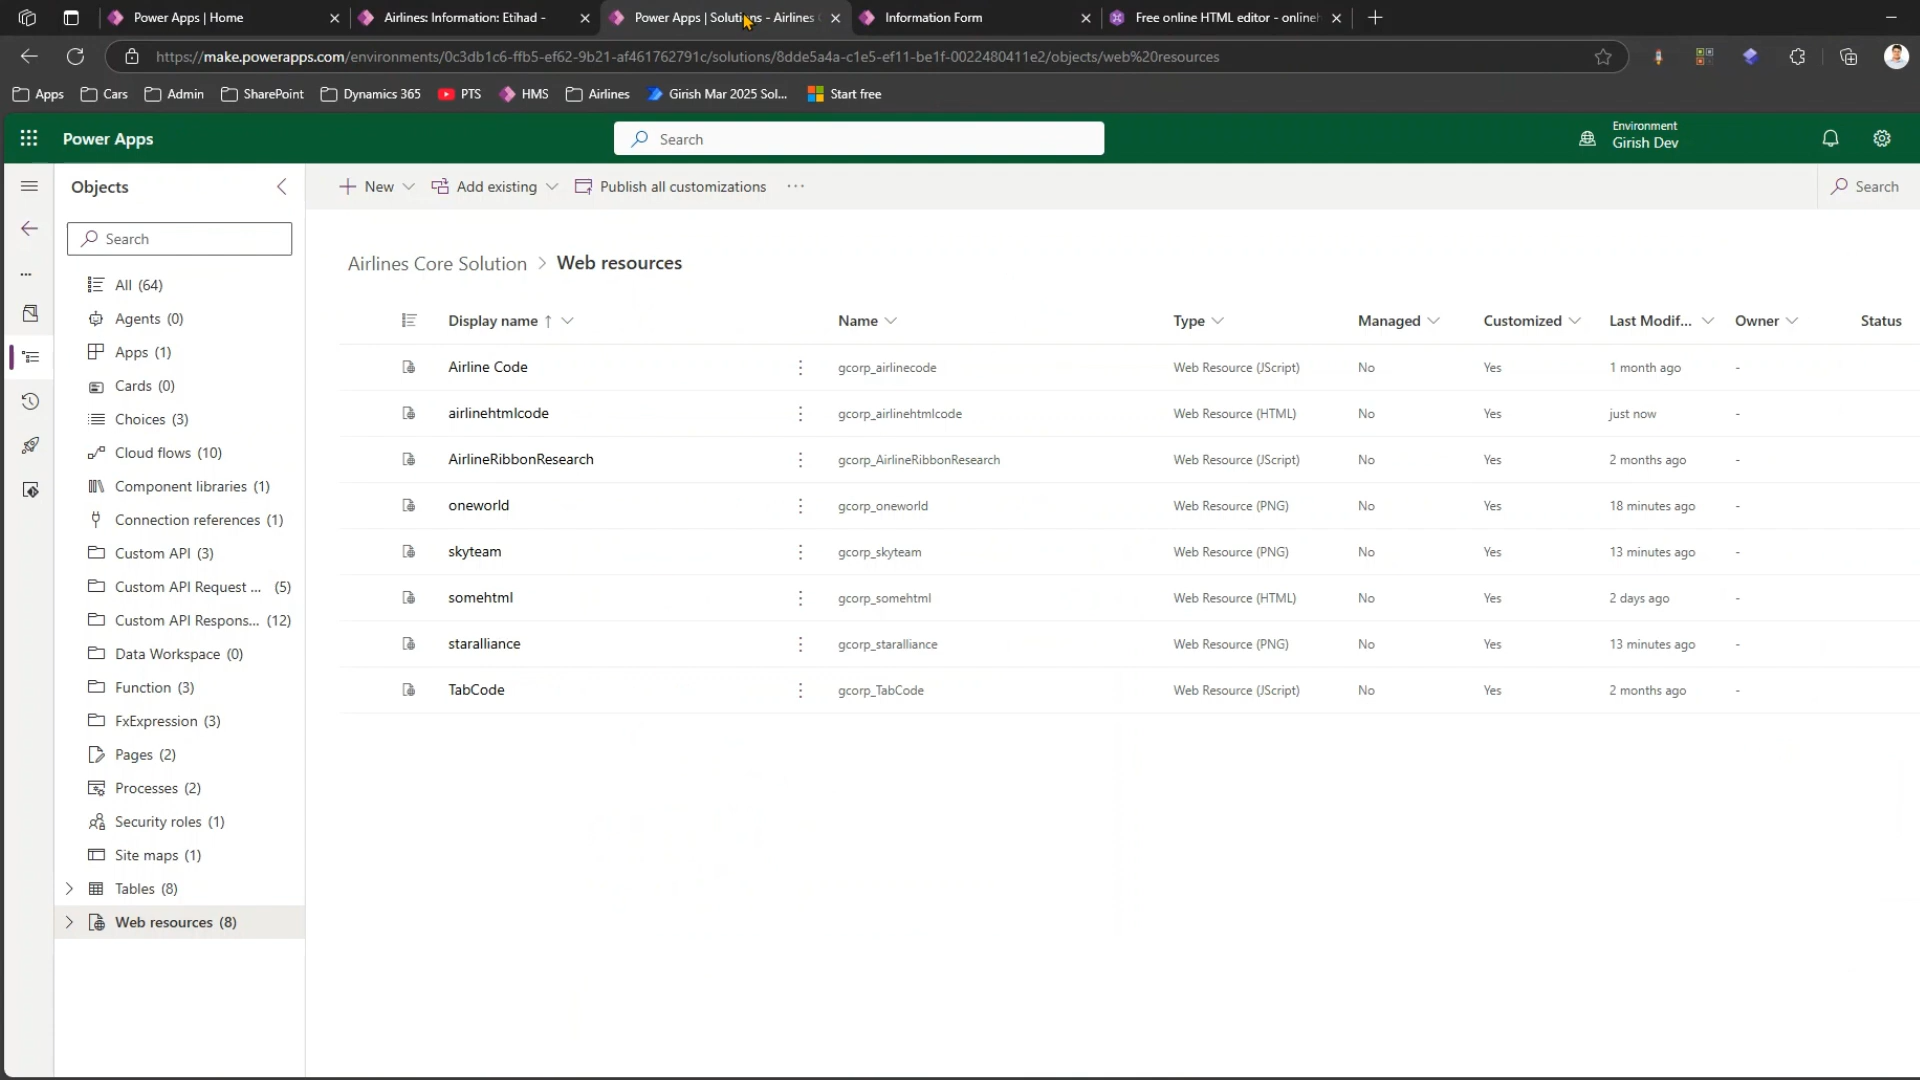 Power Apps | Home
Airlines: Information: Etihad -
Power Apps | Solutions - Airlines
Information Form
Free online HTML editor - onlineh
https://make.powerapps.com/environments/0c3db1c6-ffb5-ef62-9b21-af461762791c/solutions/8dde5a4a-c1e5-ef11-be1f-0022480411e2/objects/web%20resources
Apps
Cars
Admin
SharePoint
Dynamics 365
PTS
HMS
Airlines
Girish Mar 2025 Sol...
Start free
Power Apps
Search
Environment
Girish Dev
Objects
New
Add existing
Publish all customizations
...
Search
Search
All (64)
Agents (0)
Apps (1)
Cards (0)
Choices (3)
Cloud flows (10)
Component libraries (1)
Connection references (1)
Custom API (3)
Custom API Request ... (5)
Custom API Respons... (12)
Data Workspace (0)
Function (3)
FxExpression (3)
Pages (2)
Processes (2)
Security roles (1)
Site maps (1)
Tables (8)
Web resources (8)
Airlines Core Solution > Web resources
Display name ↑ Name Type Managed Customized Last Modif... Owner Status
Airline Code gcorp_airlinecode Web Resource (JScript) No Yes 1 month ago -
airlinehtmlcode gcorp_airlinehtmlcode Web Resource (HTML) No Yes just now -
AirlineRibbonResearch gcorp_AirlineRibbonResearch Web Resource (JScript) No Yes 2 months ago -
oneworld gcorp_oneworld Web Resource (PNG) No Yes 18 minutes ago -
skyteam gcorp_skyteam Web Resource (PNG) No Yes 13 minutes ago -
somehtml gcorp_somehtml Web Resource (HTML) No Yes 2 days ago -
staralliance gcorp_staralliance Web Resource (PNG) No Yes 13 minutes ago -
TabCode gcorp_TabCode Web Resource (JScript) No Yes 2 months ago -